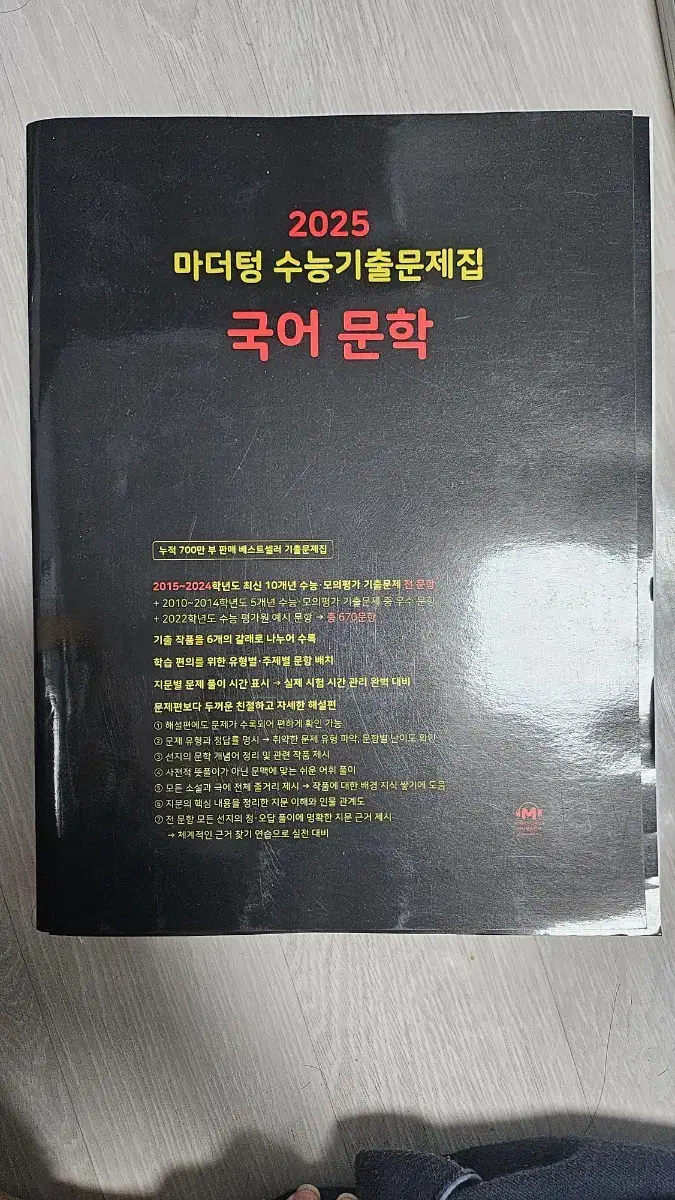 2025
마더텅 수능기출문제집
국어 문학
누적 700만 부 판매 베스트셀러 기출문제집
2015~2024학년도 최신 10개년 수능·모의평가 기출문제 전 문항
+ 2010~2014학년도 5개년 수능·모의평가 기출문제 중 우수 문항
+ 2022학년도 수능 평가원 예시 문항 → 총 670문항
기출 작품을 6개의 갈래로 나누어 수록
학습 편의를 위한 유형별·주제별 문항 배치
지문별 문제 풀이 시간 표시 → 실제 시험 시간 관리 완벽 대비
문제편보다 두꺼운 친절하고 자세한 해설편
① 해설편에도 문제가 수록되어 편하게 확인 가능
② 문제 유형과 정답률 명시 → 취약한 문제 유형 파악, 문항별 난이도 확인
③ 선지의 문학 개념어 정리 및 관련 작품 제시
④ 사전적 뜻풀이가 아닌 문맥에 맞는 쉬운 어휘 풀이
⑤ 모든 소설과 극에 전체 줄거리 제시 → 작품에 대한 배경 지식 쌓기에 도움
⑥ 지문의 핵심 내용을 정리한 지문 이해와 인물 관계도
⑦ 전 문항 모든 선지의 정·오답 풀이에 명확한 지문 근거 제시
→ 체계적인 근거 찾기 연습으로 실전 대비
M